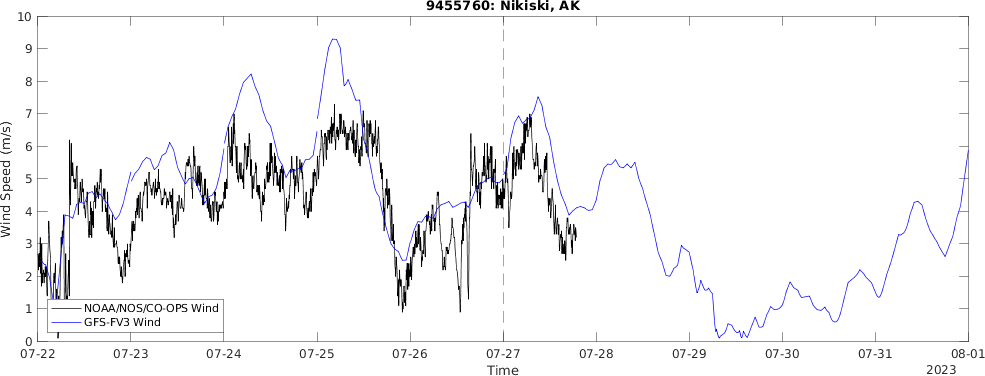 9455760: Nikiski, AK
Wind Speed (m/s)
10
9
8
7
6
5
4
3
2
1
0
NOAA/NOS/CO-OPS Wind
GFS-FV3 Wind
07-22 07-23 07-24 07-25 07-26 07-27 07-28 07-29 07-30 07-31 08-01
Time
2023